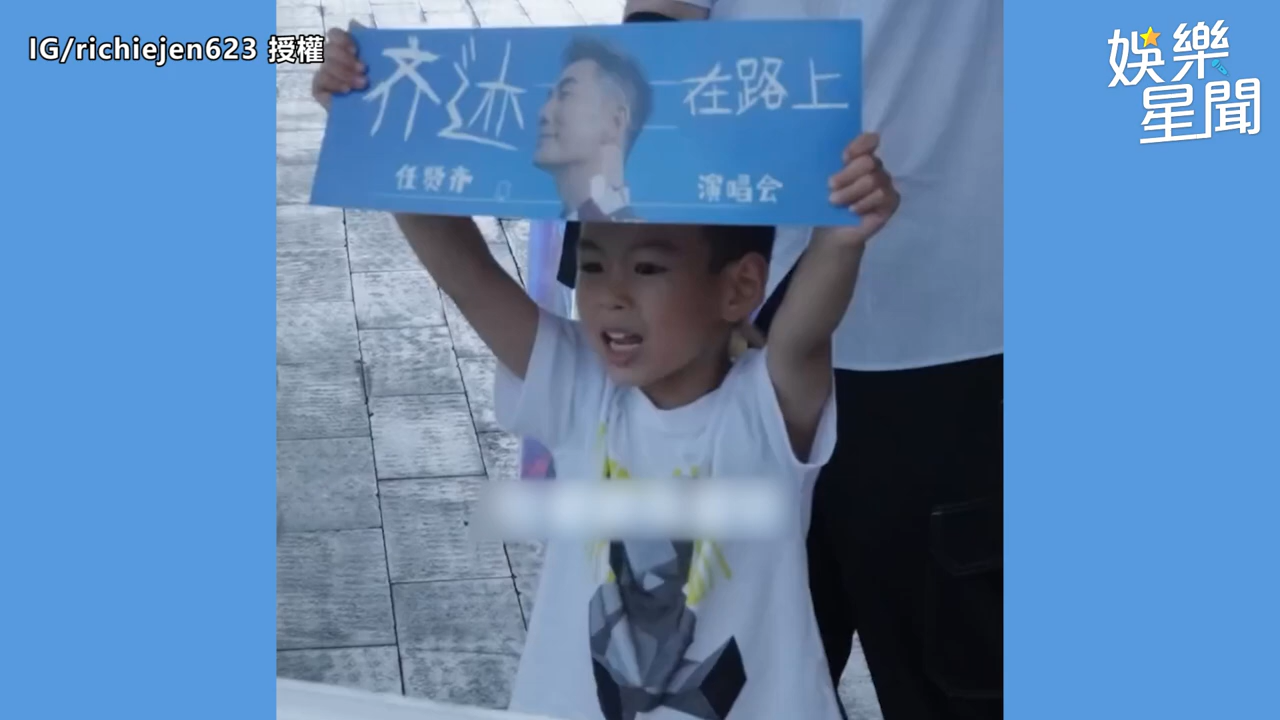 IG/richiejen623 授權
娛樂
星聞
齐迹
在路上
任贤齐
演唱会